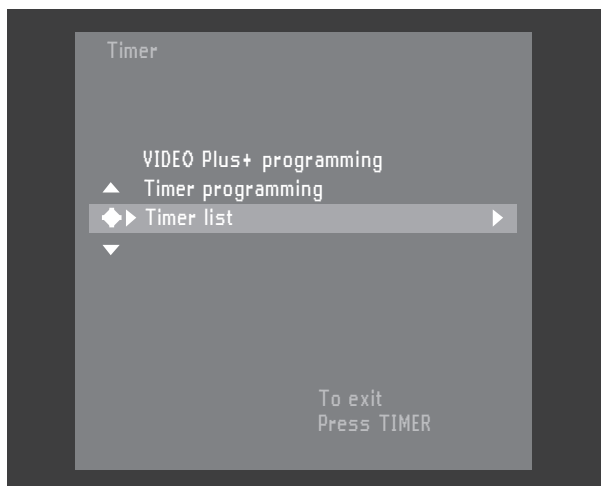 Timer
VIDEO Plus+ programming
Timer programming
Timer list
To exit
Press TIMER